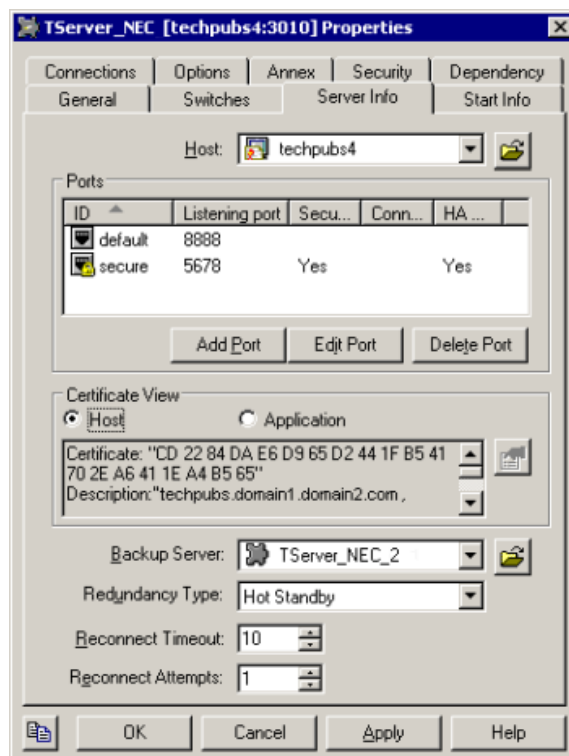 TServer_NEC [techpubs4:3010] Properties
Connections Options Annex Security Dependency
General Switches Server Info Start Info
Host: techpubs4
Ports
ID Listening port Secu... Conn... HA ...
default 8888
secure 5678 Yes Yes
Add Port Edit Port Delete Port
Certificate View
Host Application
Certificate: "CD 22 84 DA E6 D9 65 D2 44 1F B5 41
70 2E A6 41 1E A4 B5 65"
Description:"techpubs.domain1.domain2.com ,
Backup Server: TServer_NEC_2
Redundancy Type: Hot Standby
Reconnect Timeout: 10
Reconnect Attempts: 1
OK Cancel Apply Help